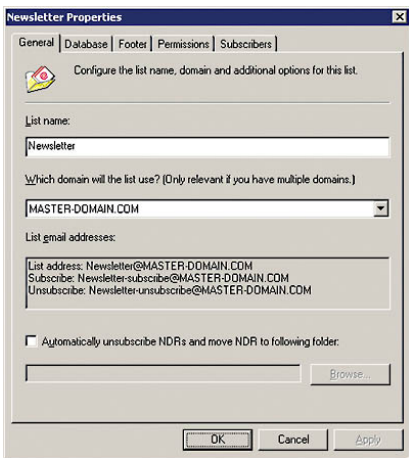 Newsletter Properties
General Database Footer Permissions Subscribers
Configure the list name, domain and additional options for this list.
List name:
Newsletter
Which domain will the list use? (Only relevant if you have multiple domains.)
MASTER-DOMAIN.COM
List email addresses:
List address: Newsletter@MASTER-DOMAIN.COM
Subscribe: Newsletter-subscribe@MASTER-DOMAIN.COM
Unsubscribe: Newsletter-unsubscribe@MASTER-DOMAIN.COM
Automatically unsubscribe NDRs and move NDR to following folder:
Browse...
OK Cancel Apply